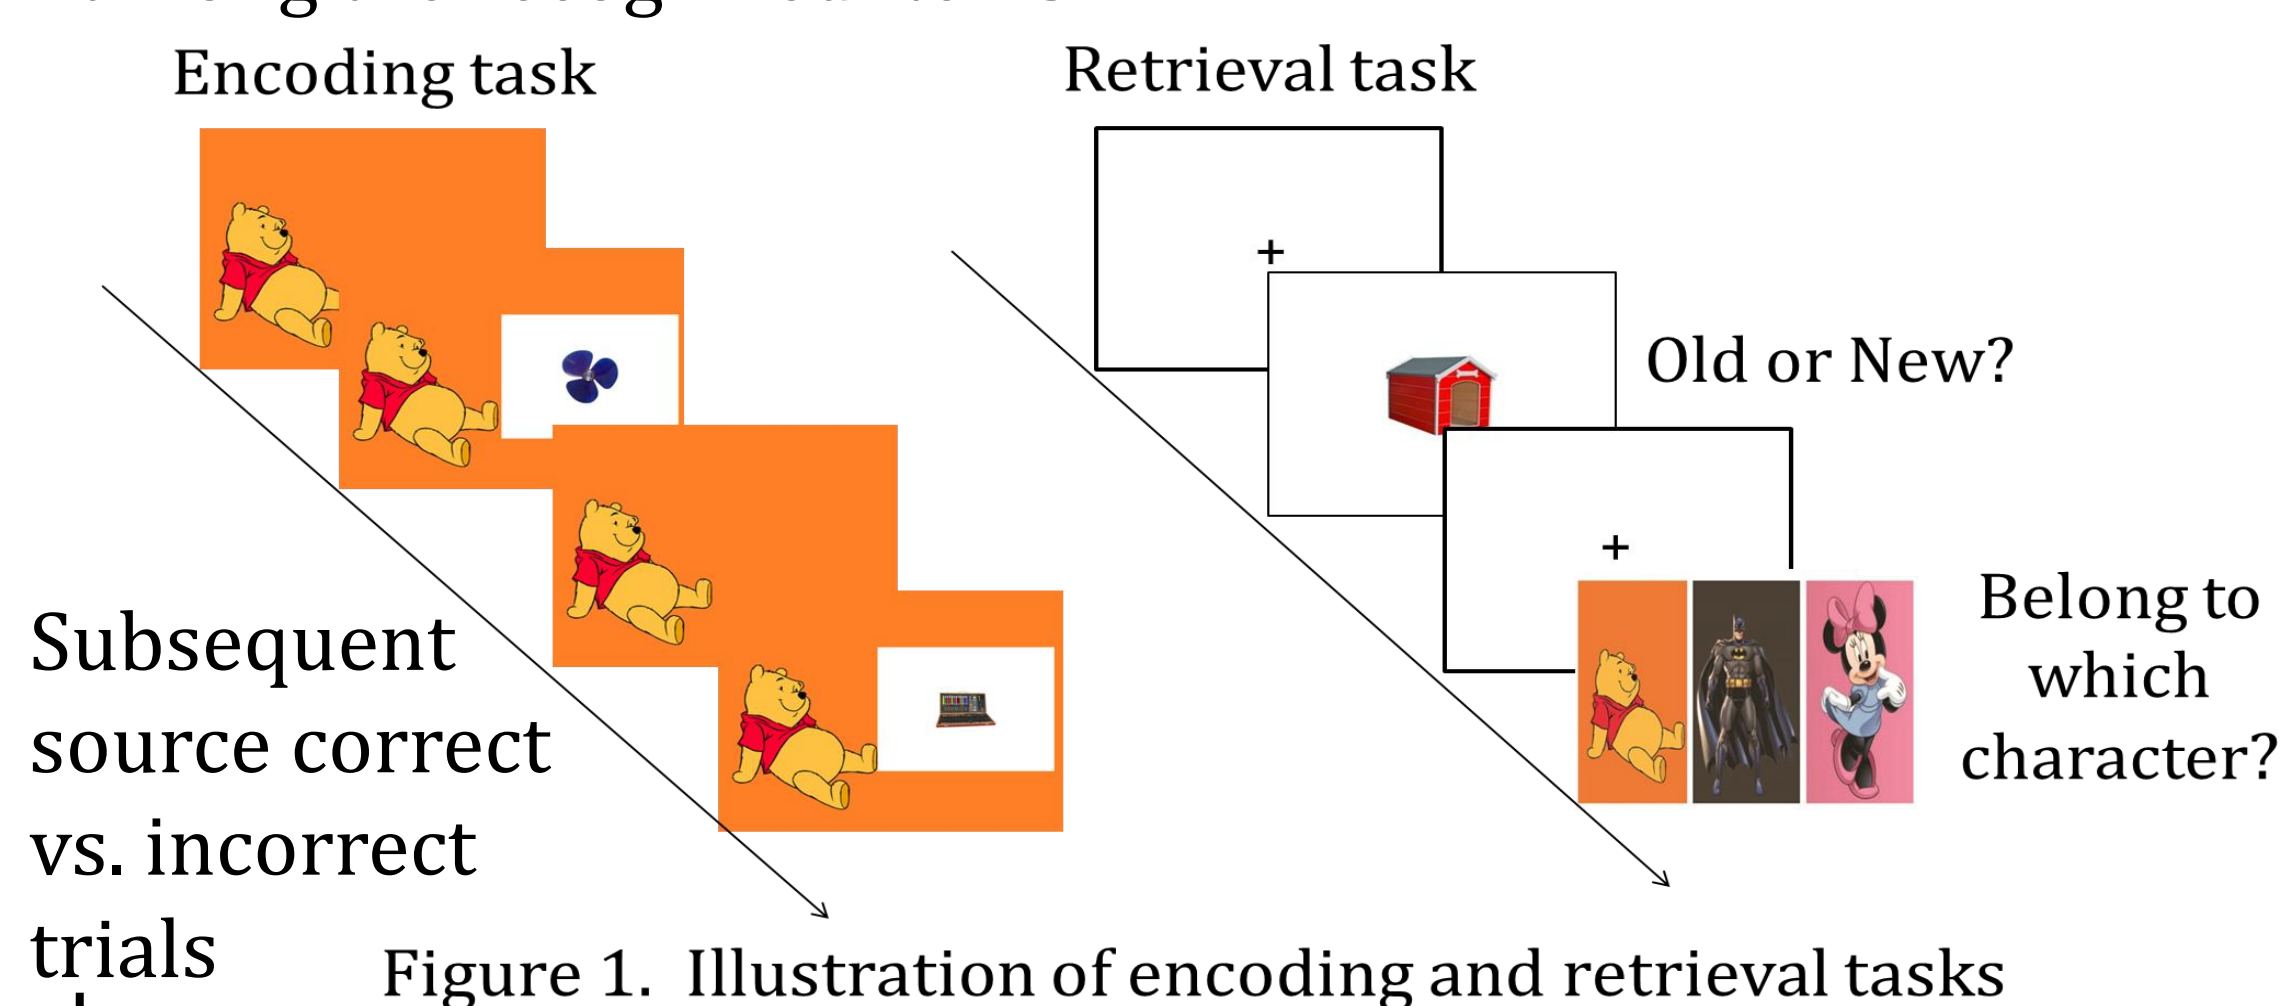 Encoding task
Retrieval task
+
Old or New?
+
Belong to
which
character?
Subsequent
source correct
vs. incorrect
trials
Figure 1. Illustration of encoding and retrieval tasks